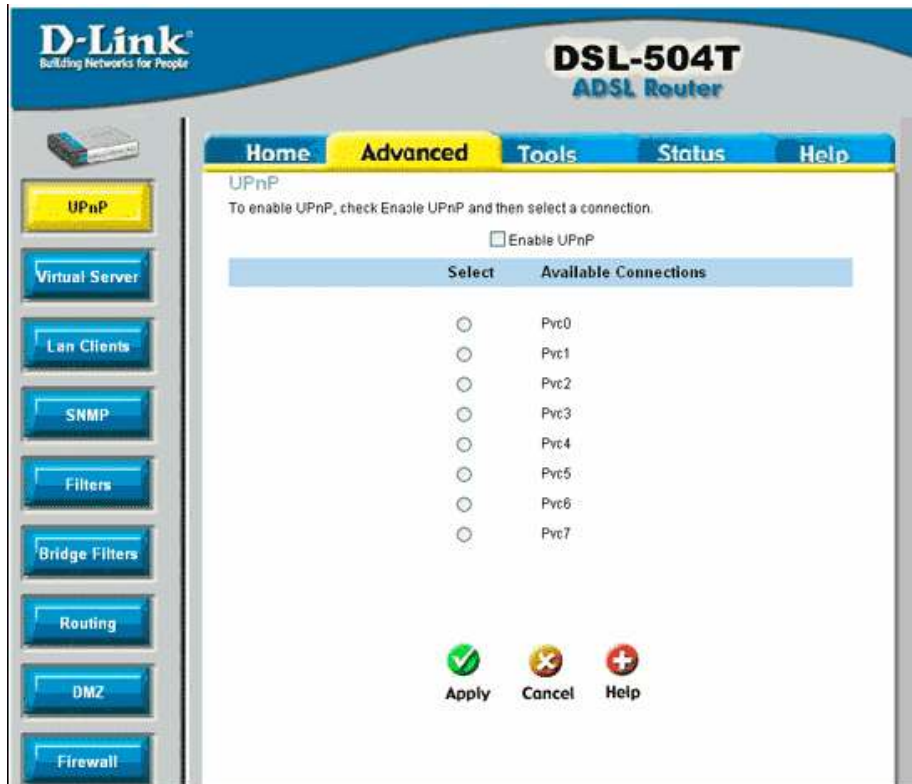 D-Link
Building Networks for People
DSL-504T
ADSL Router
Home Advanced Tools Status Help
UPnP
Virtual Server
Lan Clients
SNMP
Filters
Bridge Filters
Routing
DMZ
Firewall
UPnP
To enable UPnP, check Enable UPnP and then select a connection.
Enable UPnP
Select Available Connections
Pvc0
Pvc1
Pvc2
Pvc3
Pvc4
Pvc5
Pvc6
Pvc7
Apply Cancel Help